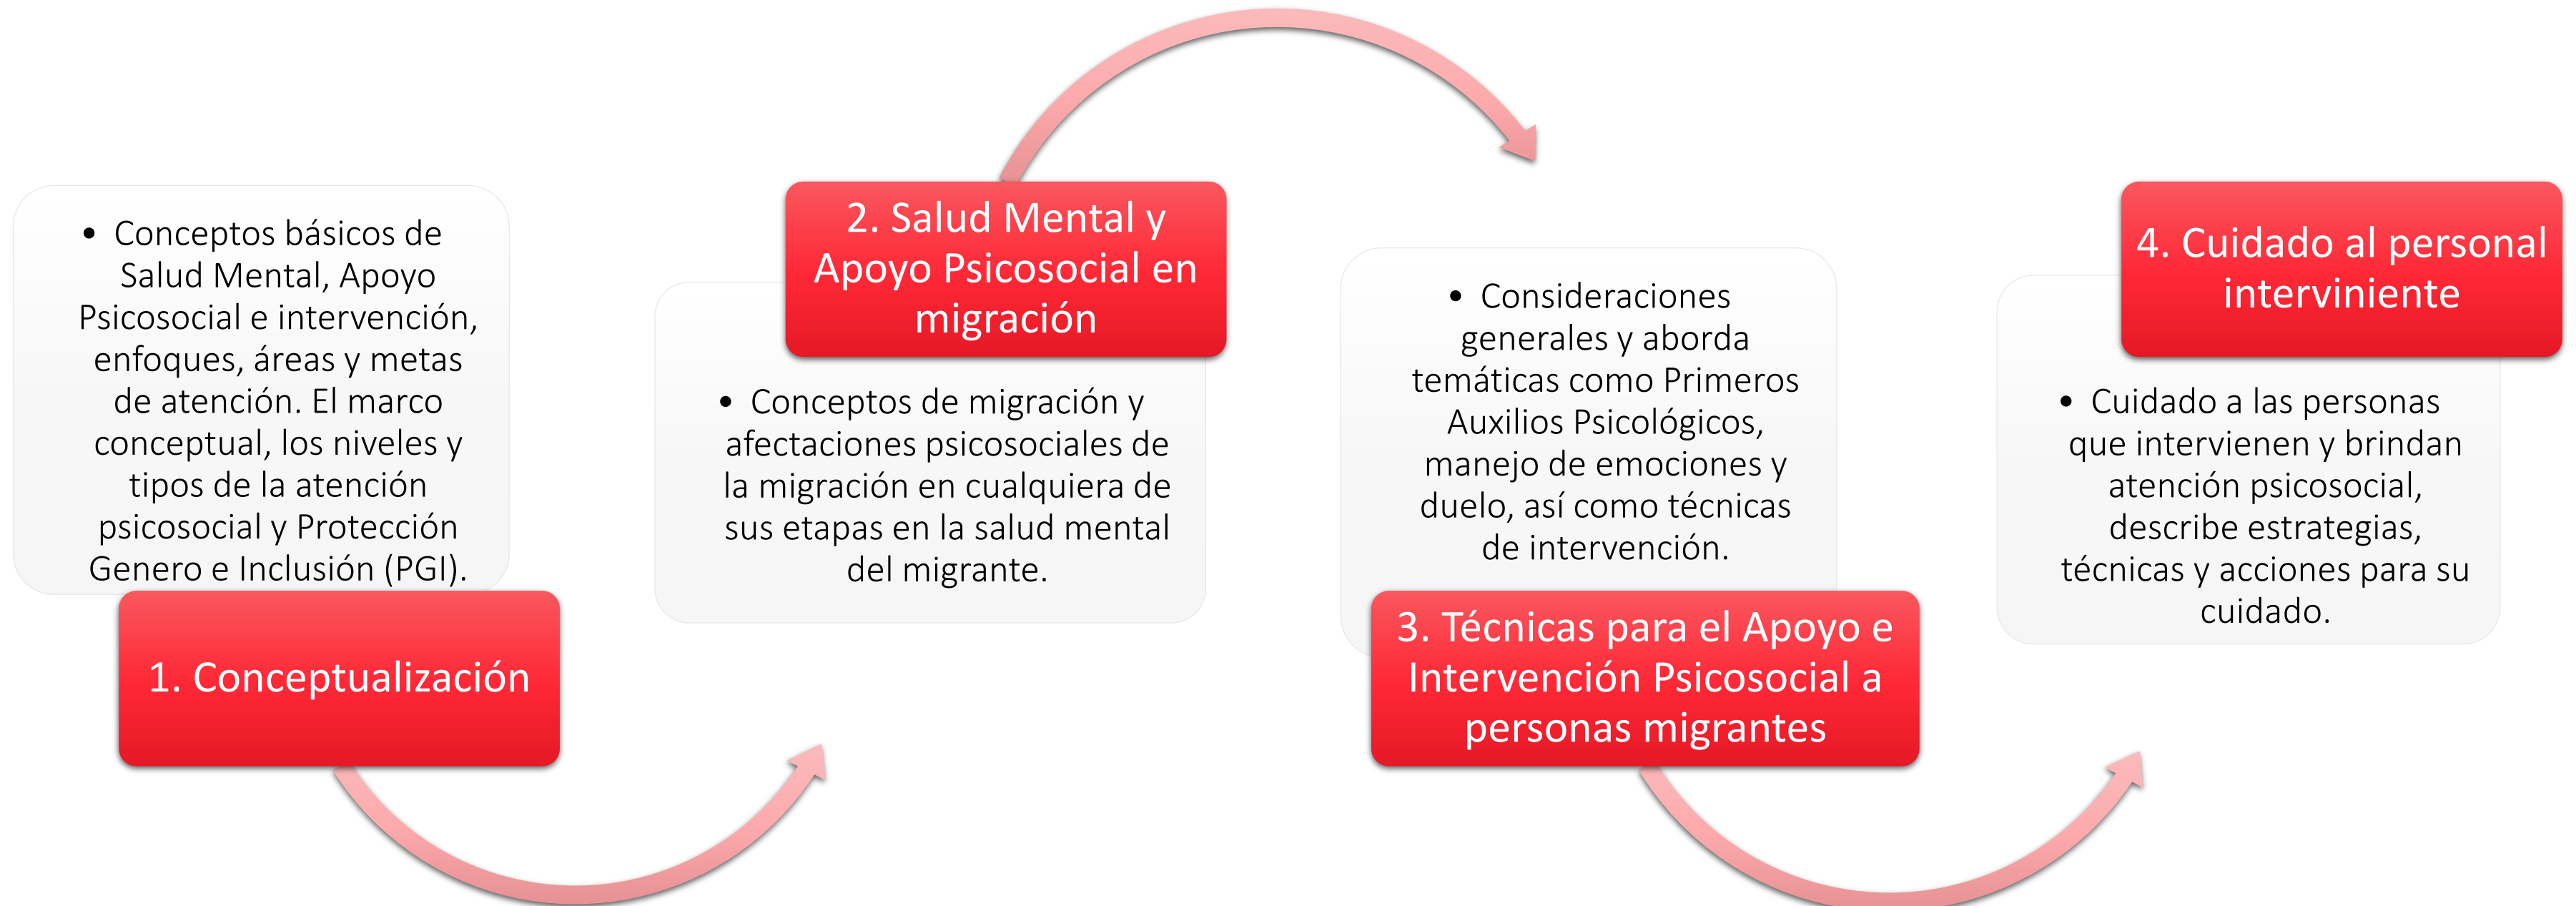 • Conceptos básicos de
Salud Mental, Apoyo
Psicosocial e intervención,
enfoques, áreas y metas
de atención. El marco
conceptual, los niveles y
tipos de la atención
psicosocial y Protección
Genero e Inclusión (PGI).
1. Conceptualización
2. Salud Mental y
Apoyo Psicosocial en
migración
• Conceptos de migración y
afectaciones psicosociales de
la migración en cualquiera de
sus etapas en la salud mental
del migrante.
• Consideraciones
generales y aborda
temáticas como Primeros
Auxilios Psicológicos,
manejo de emociones y
duelo, así como técnicas
de intervención.
3. Técnicas para el Apoyo e
Intervención Psicosocial a
personas migrantes
4. Cuidado al personal
interviniente
• Cuidado a las personas
que intervienen y brindan
atención psicosocial,
describe estrategias,
técnicas y acciones para su
cuidado.